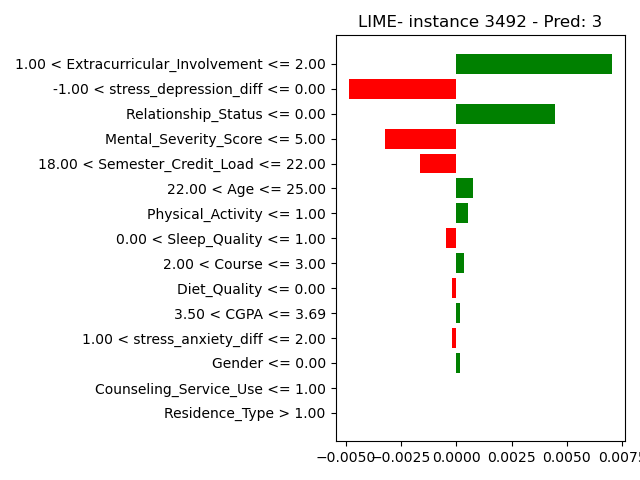 LIME- instance 3492 - Pred: 3
1.00 < Extracurricular_Involvement <= 2.00
-1.00 < stress_depression_diff <= 0.00
Relationship_Status <= 0.00
Mental_Severity_Score <= 5.00
18.00 < Semester_Credit_Load <= 22.00
22.00 < Age <= 25.00
Physical_Activity <= 1.00
0.00 < Sleep_Quality <= 1.00
2.00 < Course <= 3.00
Diet_Quality <= 0.00
3.50 < CGPA <= 3.69
1.00 < stress_anxiety_diff <= 2.00
Gender <= 0.00
Counseling_Service_Use <= 1.00
Residence_Type > 1.00
−0.0050 −0.0025 0.0000 0.0025 0.0050 0.0075